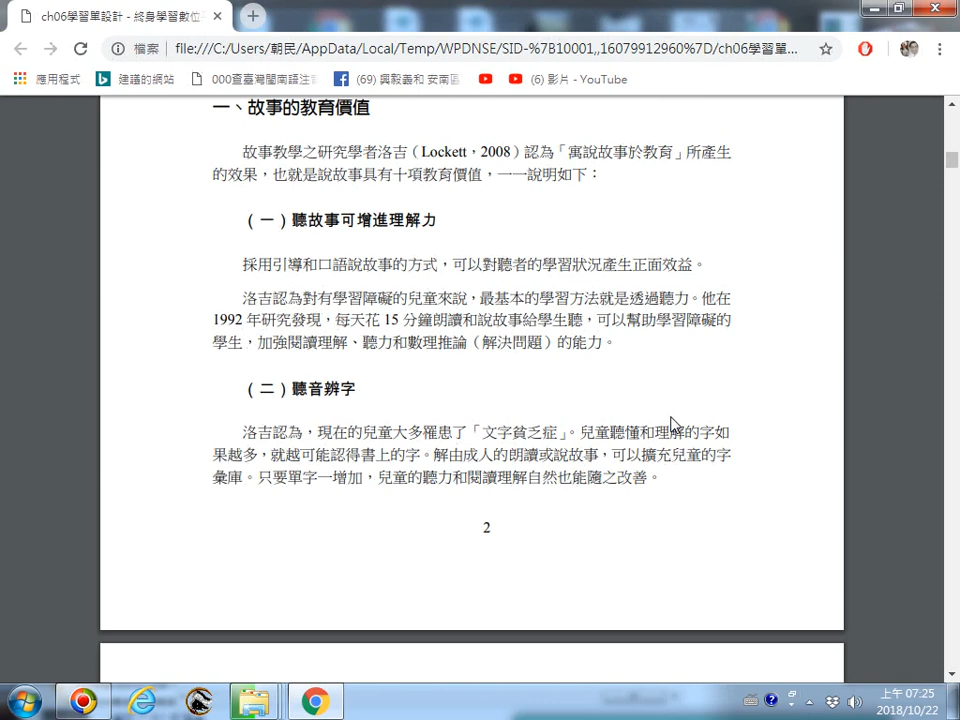 ch06學習單設計 - 終身學習數位
檔案
file:///C:/Users/朝民/AppData/Local/Temp/WPDNSE/SID-%7B10001,,16079912960%7D/ch06學習單...
應用程式
建議的網站
000查臺灣閩南語注音
(69) 興毅善和 安南區
(6) 影片 - YouTube
一、故事的教育價值
故事教學之研究學者洛吉（Lockett，2008）認為「寓說故事於教育」所產生
的效果，也就是說故事具有十項教育價值，一一說明如下：
（一）聽故事可增進理解力
採用引導和口語說故事的方式，可以對聽者的學習狀況產生正面效益。
洛吉認為對有學習障礙的兒童來說，最基本的學習方法就是透過聽力。他在
1992 年研究發現，每天花 15 分鐘朗讀和說故事給學生聽，可以幫助學習障礙的
學生，加強閱讀理解、聽力和數理推論（解決問題）的能力。
（二）聽音辨字
洛吉認為，現在的兒童大多罹患了「文字貧乏症」。兒童聽懂和理解的字如
果越多，就越可能認得書上的字。解由成人的朗讀或說故事，可以擴充兒童的字
彙庫。只要單字一增加，兒童的聽力和閱讀理解自然也能隨之改善。
2
上午 07:25
2018/10/22